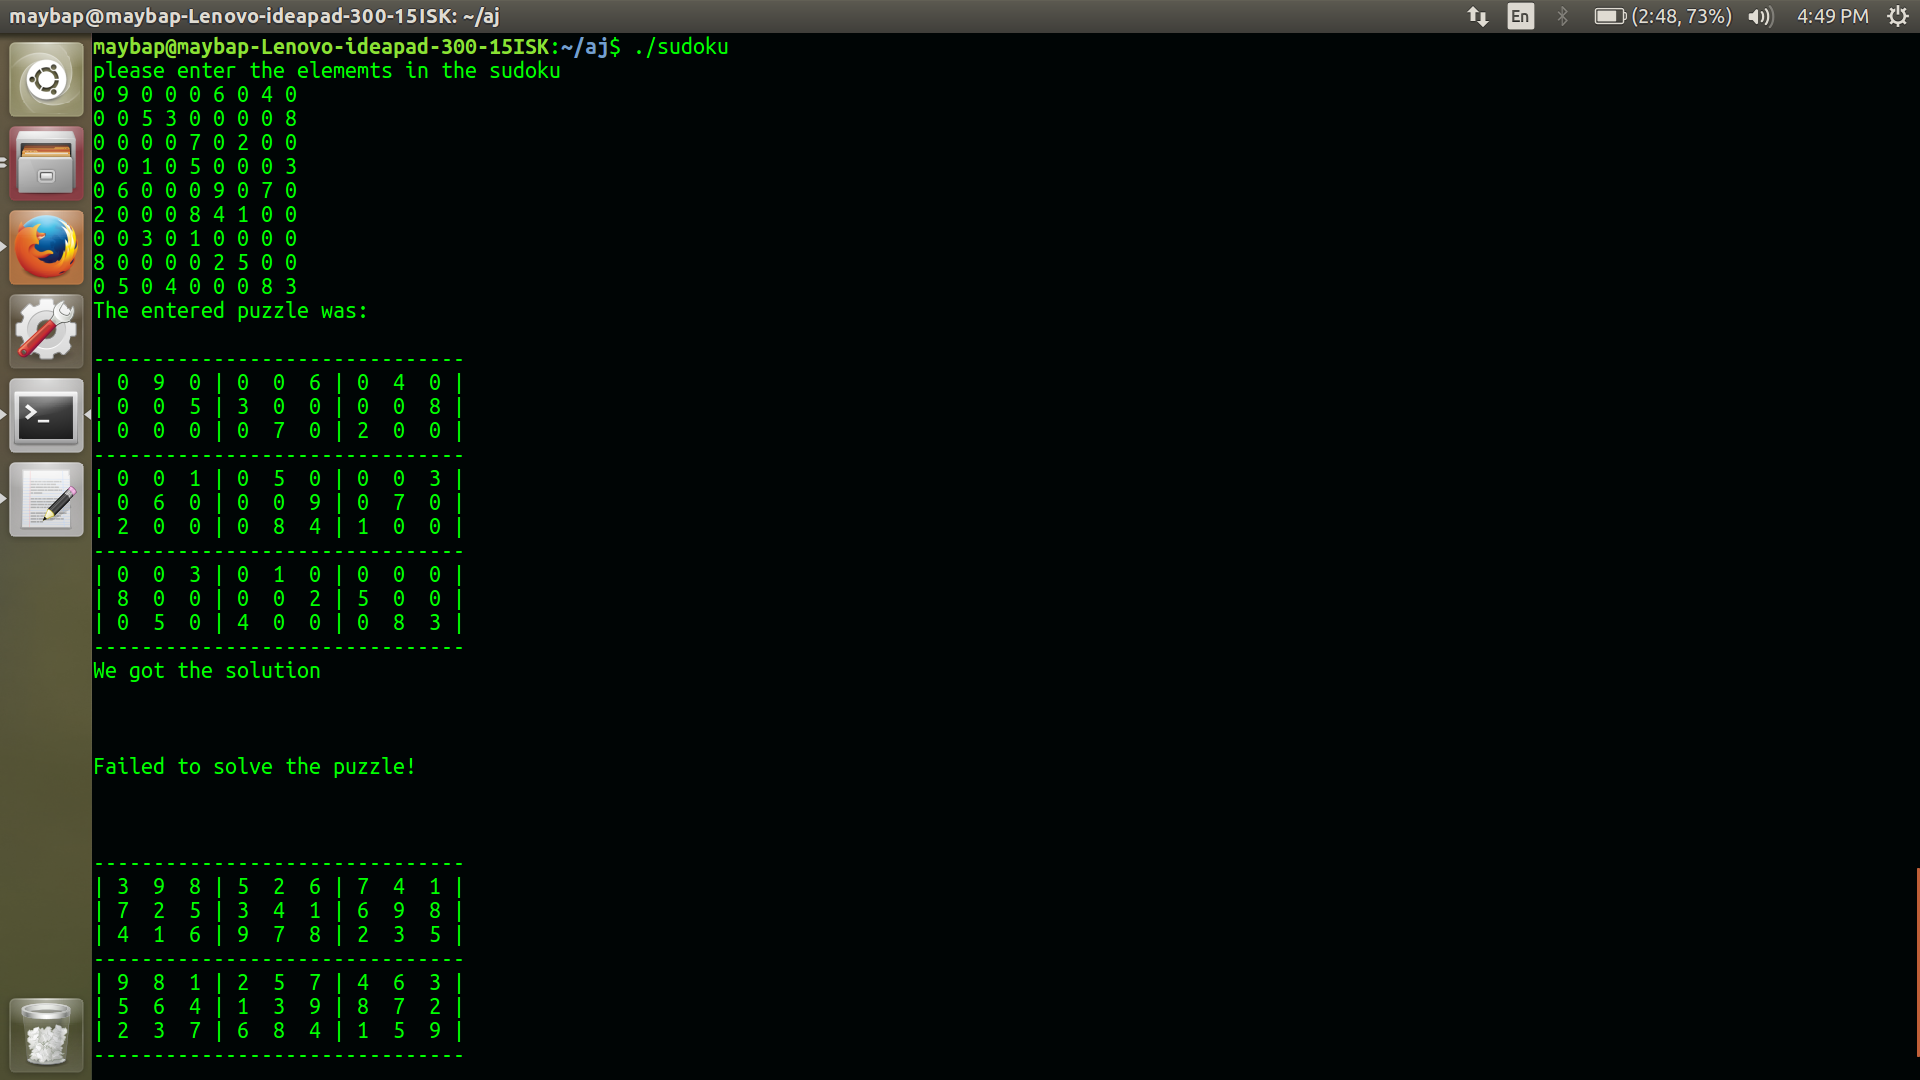 maybap@maybap-Lenovo-ideapad-300-15ISK: ~/aj En (2:48, 73%) 4:49 PM
maybap@maybap-Lenovo-ideapad-300-15ISK:~/aj$ ./sudoku
please enter the elememts in the sudoku
0 9 0 0 0 6 0 4 0
0 0 5 3 0 0 0 0 8
0 0 0 0 7 0 2 0 0
0 0 1 0 5 0 0 0 3
0 6 0 0 0 9 0 7 0
2 0 0 0 8 4 1 0 0
0 0 3 0 1 0 0 0 0
8 0 0 0 0 2 5 0 0
0 5 0 4 0 0 0 8 3
The entered puzzle was:
-------------------------------
| 0  9  0 | 0  0  6 | 0  4  0 |
| 0  0  5 | 3  0  0 | 0  0  8 |
| 0  0  0 | 0  7  0 | 2  0  0 |
-------------------------------
| 0  0  1 | 0  5  0 | 0  0  3 |
| 0  6  0 | 0  0  9 | 0  7  0 |
| 2  0  0 | 0  8  4 | 1  0  0 |
-------------------------------
| 0  0  3 | 0  1  0 | 0  0  0 |
| 8  0  0 | 0  0  2 | 5  0  0 |
| 0  5  0 | 4  0  0 | 0  8  3 |
-------------------------------
We got the solution
Failed to solve the puzzle!
-------------------------------
| 3  9  8 | 5  2  6 | 7  4  1 |
| 7  2  5 | 3  4  1 | 6  9  8 |
| 4  1  6 | 9  7  8 | 2  3  5 |
-------------------------------
| 9  8  1 | 2  5  7 | 4  6  3 |
| 5  6  4 | 1  3  9 | 8  7  2 |
| 2  3  7 | 6  8  4 | 1  5  9 |
-------------------------------